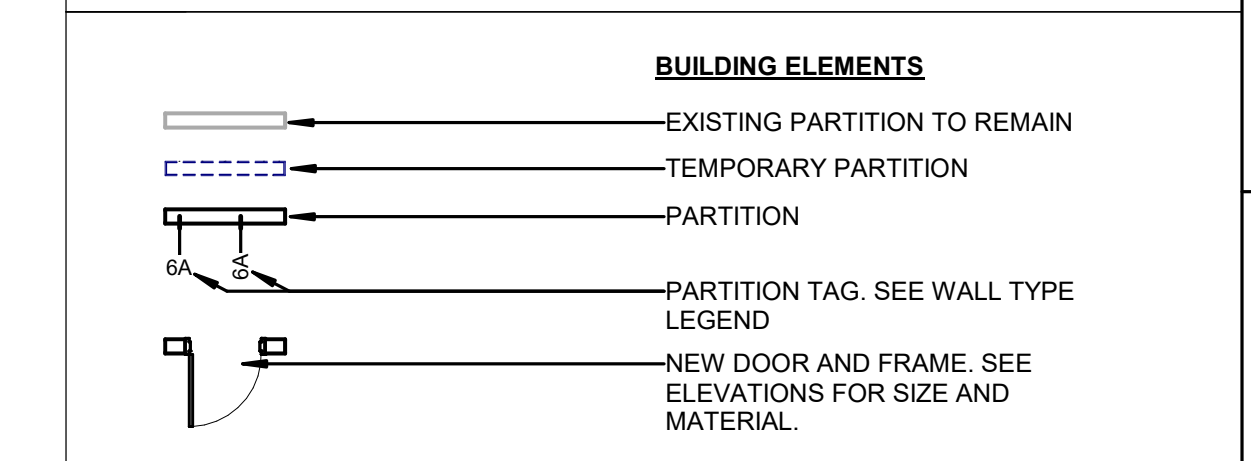 BUILDING ELEMENTS
EXISTING PARTITION TO REMAIN
TEMPORARY PARTITION
PARTITION
6A
6A
PARTITION TAG. SEE WALL TYPE
LEGEND
NEW DOOR AND FRAME. SEE
ELEVATIONS FOR SIZE AND
MATERIAL.